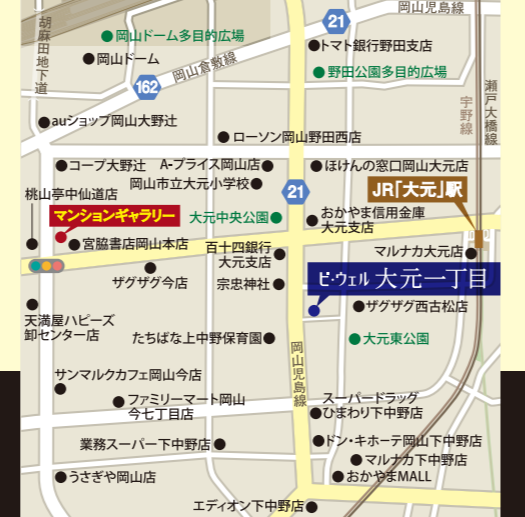 岡山児島線
21
胡麻田地下道
岡山ドーム多目的広場
トマト銀行野田支店
岡山ドーム
岡山倉敷線
野田公園多目的広場
162
瀬戸大橋線
宇野線
auショップ岡山大野辻
ローソン岡山野田西店
コープ大野辻
A-プライス岡山店
ほけんの窓口岡山大元店
岡山市立大元小学校
JR「大元」駅
桃山亭中仙道店
21
マンションギャラリー
大元中央公園
おかやま信用金庫
大元支店
宮脇書店岡山本店
百十四銀行
大元支店
マルナカ大元店
ザグザグ今店
宗忠神社
ピ・ウェル 大元一丁目
ザグザグ西古松店
天満屋ハピーズ
卸センター店
たちばな上中野保育園
大元東公園
岡山児島線
サンマルクカフェ岡山今店
ファミリーマート岡山
今七丁目店
スーパードラッグ
ひまわり下中野店
業務スーパー下中野店
ドン・キホーテ岡山下中野店
マルナカ下中野店
うさぎや岡山店
おかやまMALL
エディオン下中野店